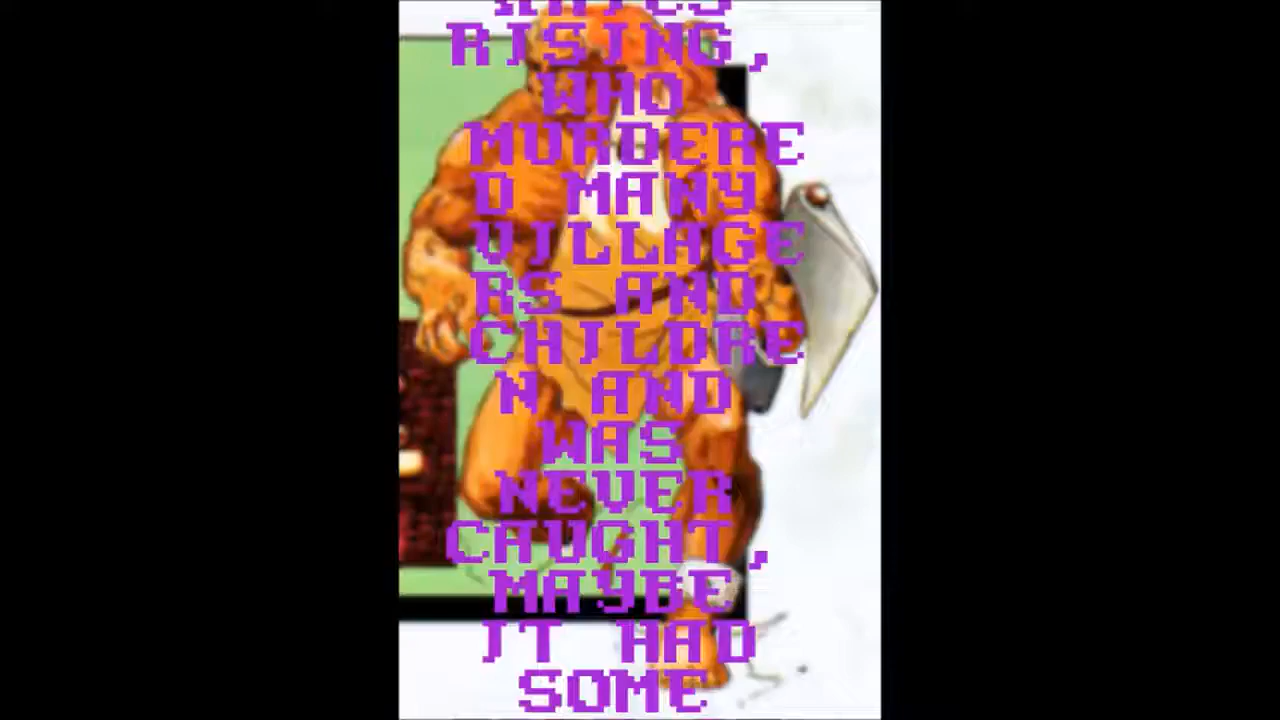 RISING,
WHO
MURDERE
D MANY
VILLAGE
RS AND
CHILDRE
N AND
WAS
NEVER
CAUGHT,
MAYBE
IT HAD
SOME